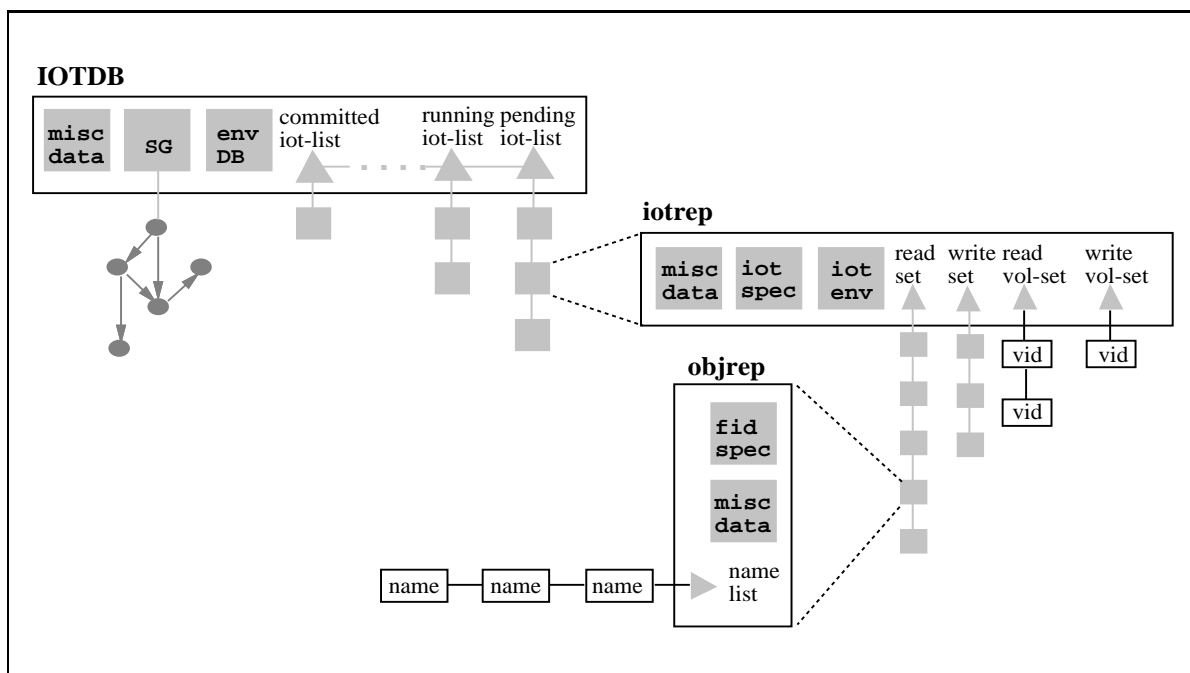 IOTDB
misc
data
SG
env
DB
committed
iot-list
running
iot-list
pending
iot-list
iotrep
misc
data
iot
spec
iot
env
read
set
write
set
read
vol-set
write
vol-set
vid
vid
vid
objrep
fid
spec
misc
data
name
list
name
name
name